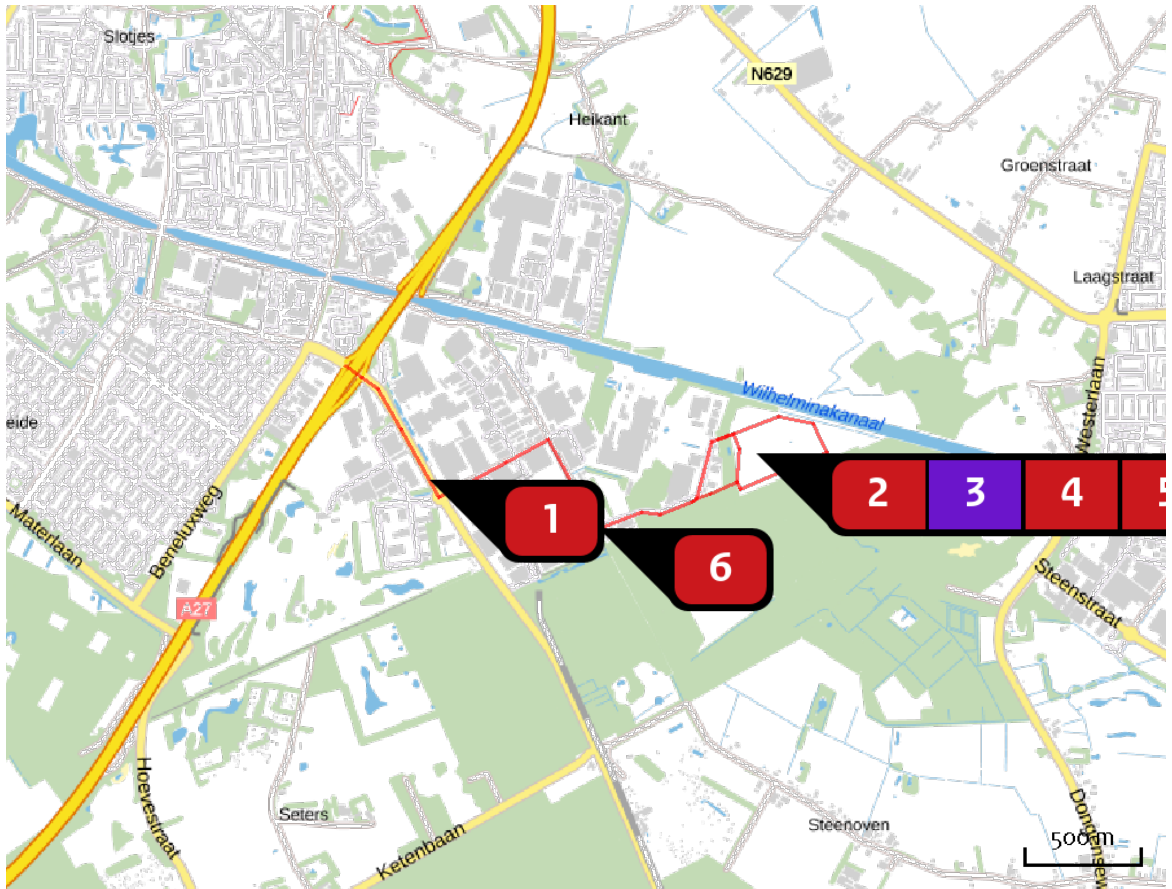 Slotjes
N629
Heikant
Groenstraat
Laagstraat
Westerlaan
Wilhelminakanaal
eide
1
2
3
4
5
6
Beneluxweg
Materlaan
A27
Steenstraat
Hoevestraat
Seters
Ketenbaan
Steenoven
500 m